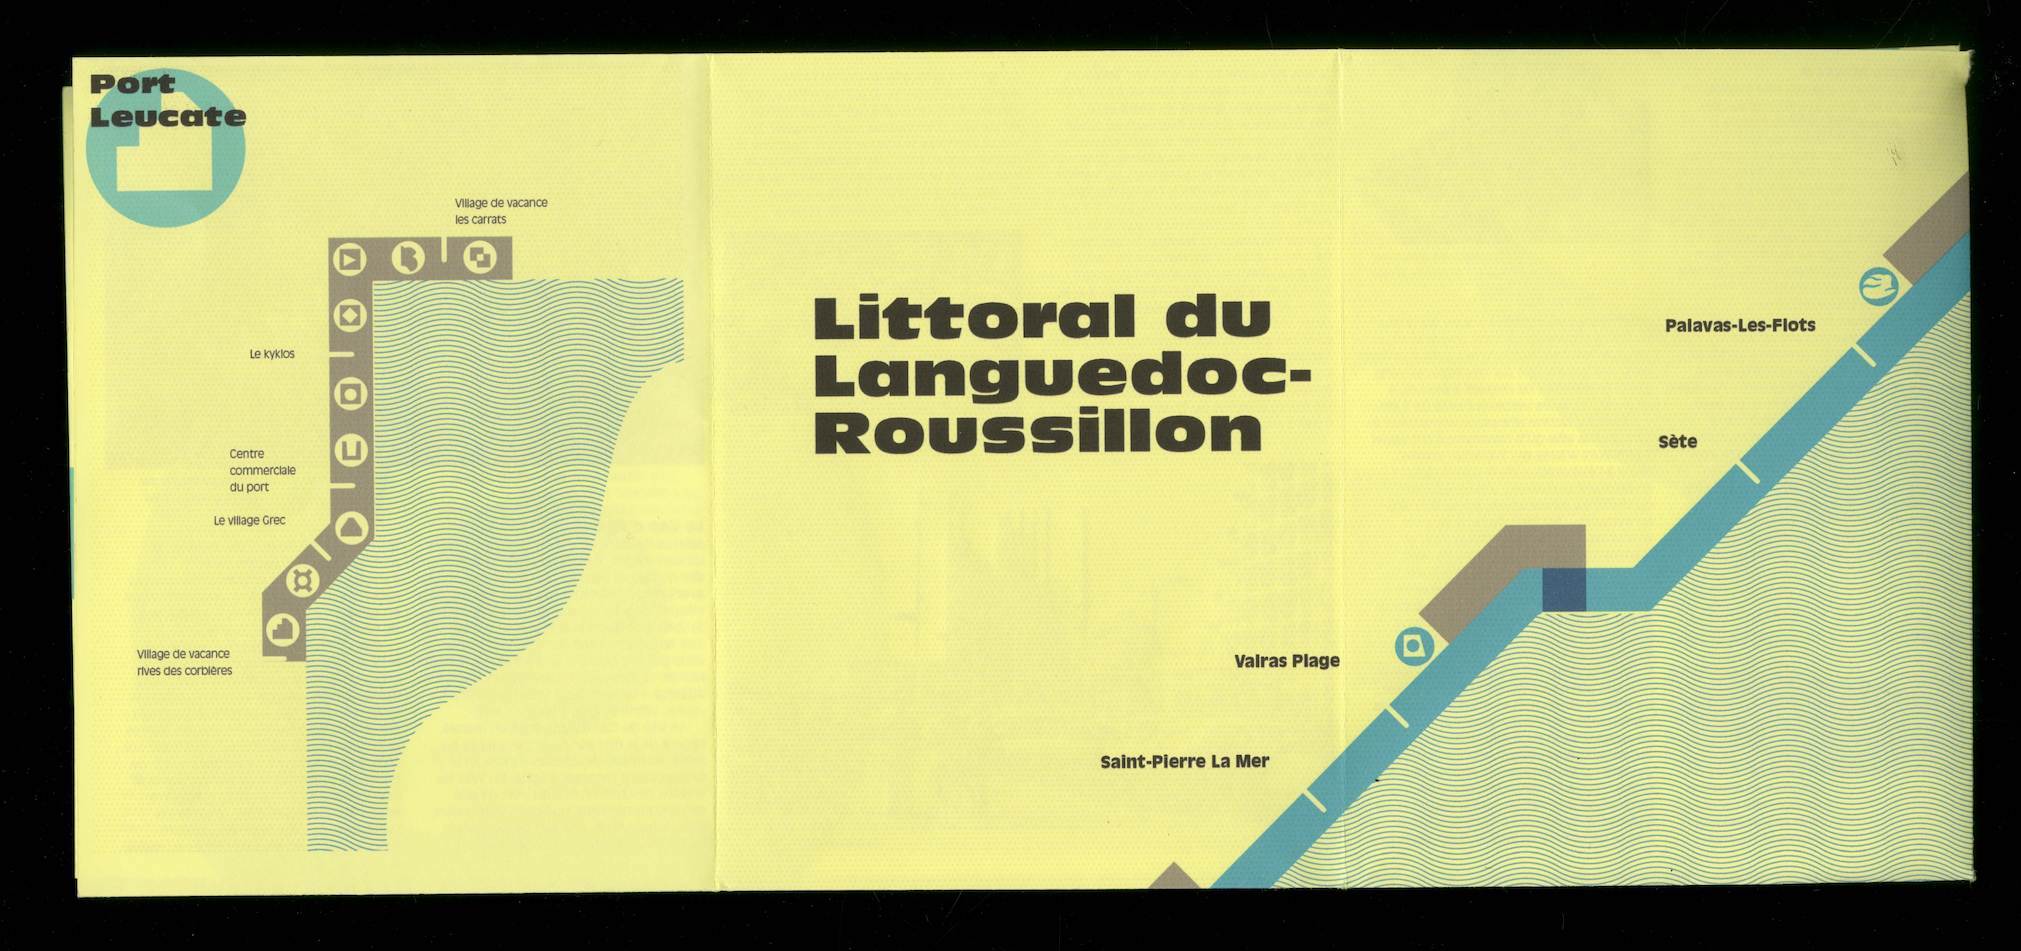 Port
Leucate
Village de vacance
les carrats
Le kyklos
Centre
commerciale
du port
Le village Grec
Village de vacance
rives des corbières
Littoral du
Languedoc-
Roussillon
Palavas-Les-Flots
Sète
Valras Plage
Saint-Pierre La Mer